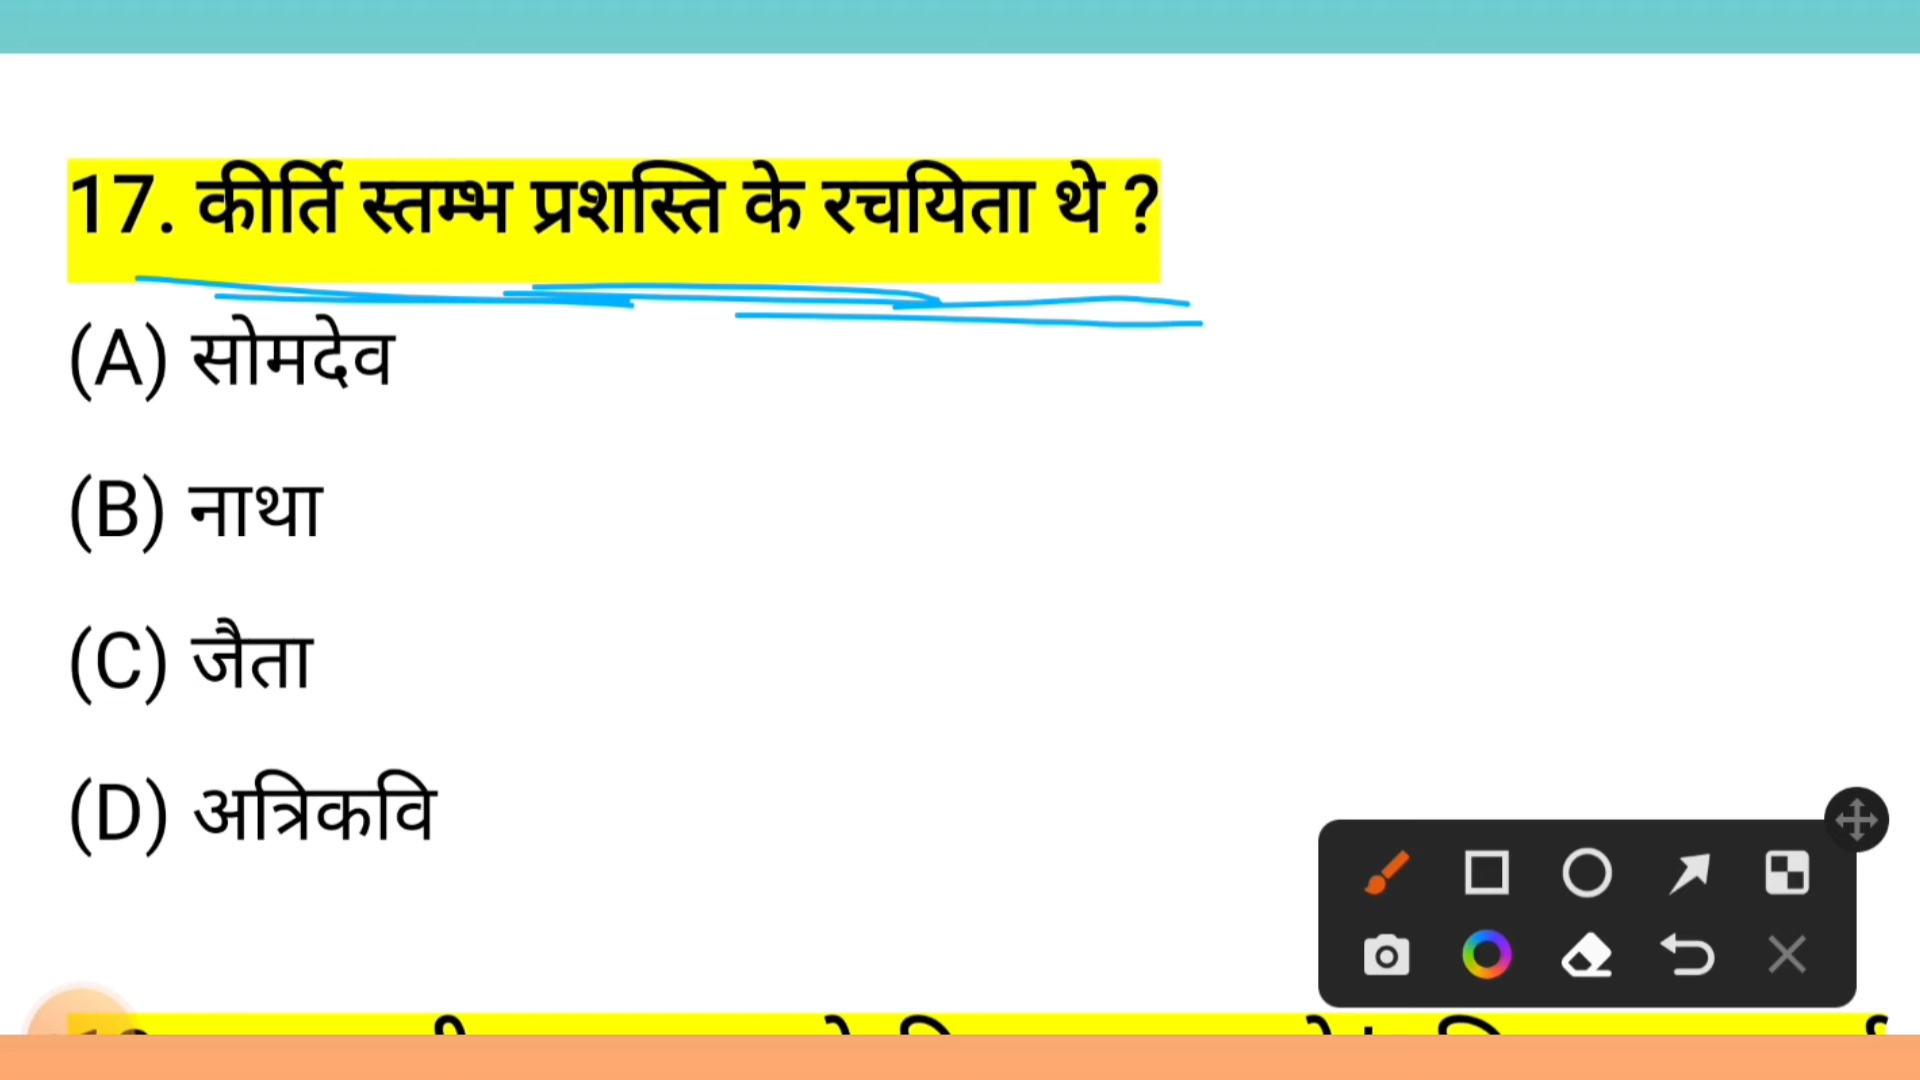 17. कीर्ति स्तम्भ प्रशस्ति के रचयिता थे ?
(A) सोमदेव
(B) नाथा
(C) जैता
(D) अत्रिकवि